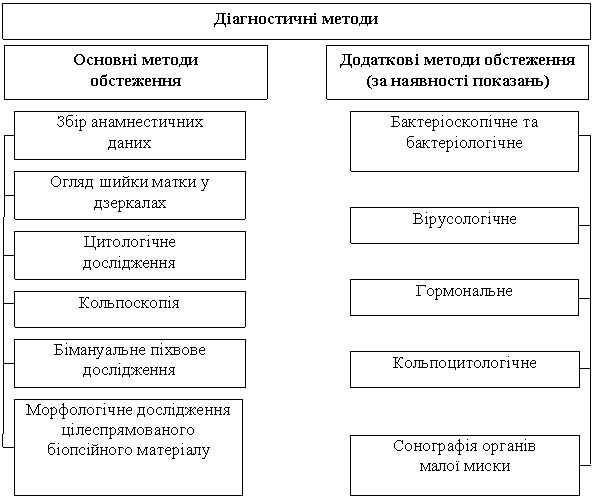 Діагностичні методи
Основні методи
обстеження
Збір анамнестичних
даних
Огляд шийки матки у
дзеркалах
Цитологічне
дослідження
Кольпоскопія
Бімануальне піхвове
дослідження
Морфологічне дослідження
цілеспрямованого
біопсійного матеріалу
Додаткові методи обстеження
(за наявності показань)
Бактеріоскопічне та
бактеріологічне
Вірусологічне
Гормональне
Кольпоцитологічне
Сонографія органів
малої миски